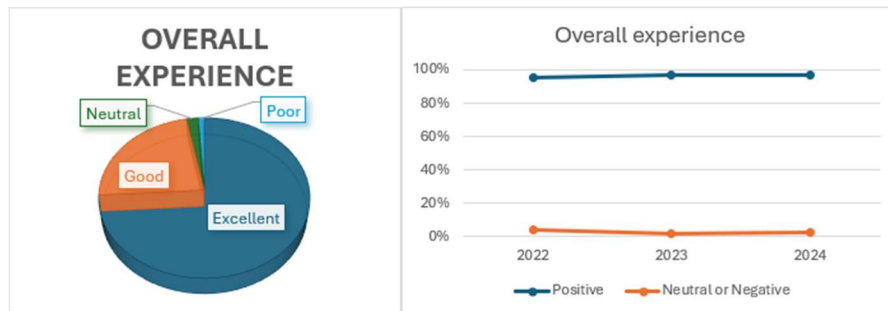 OVERALL
EXPERIENCE
Neutral
Poor
Good
Excellent
Overall experience
100%
80%
60%
40%
20%
0%
2022
2023
2024
Positive
Neutral or Negative